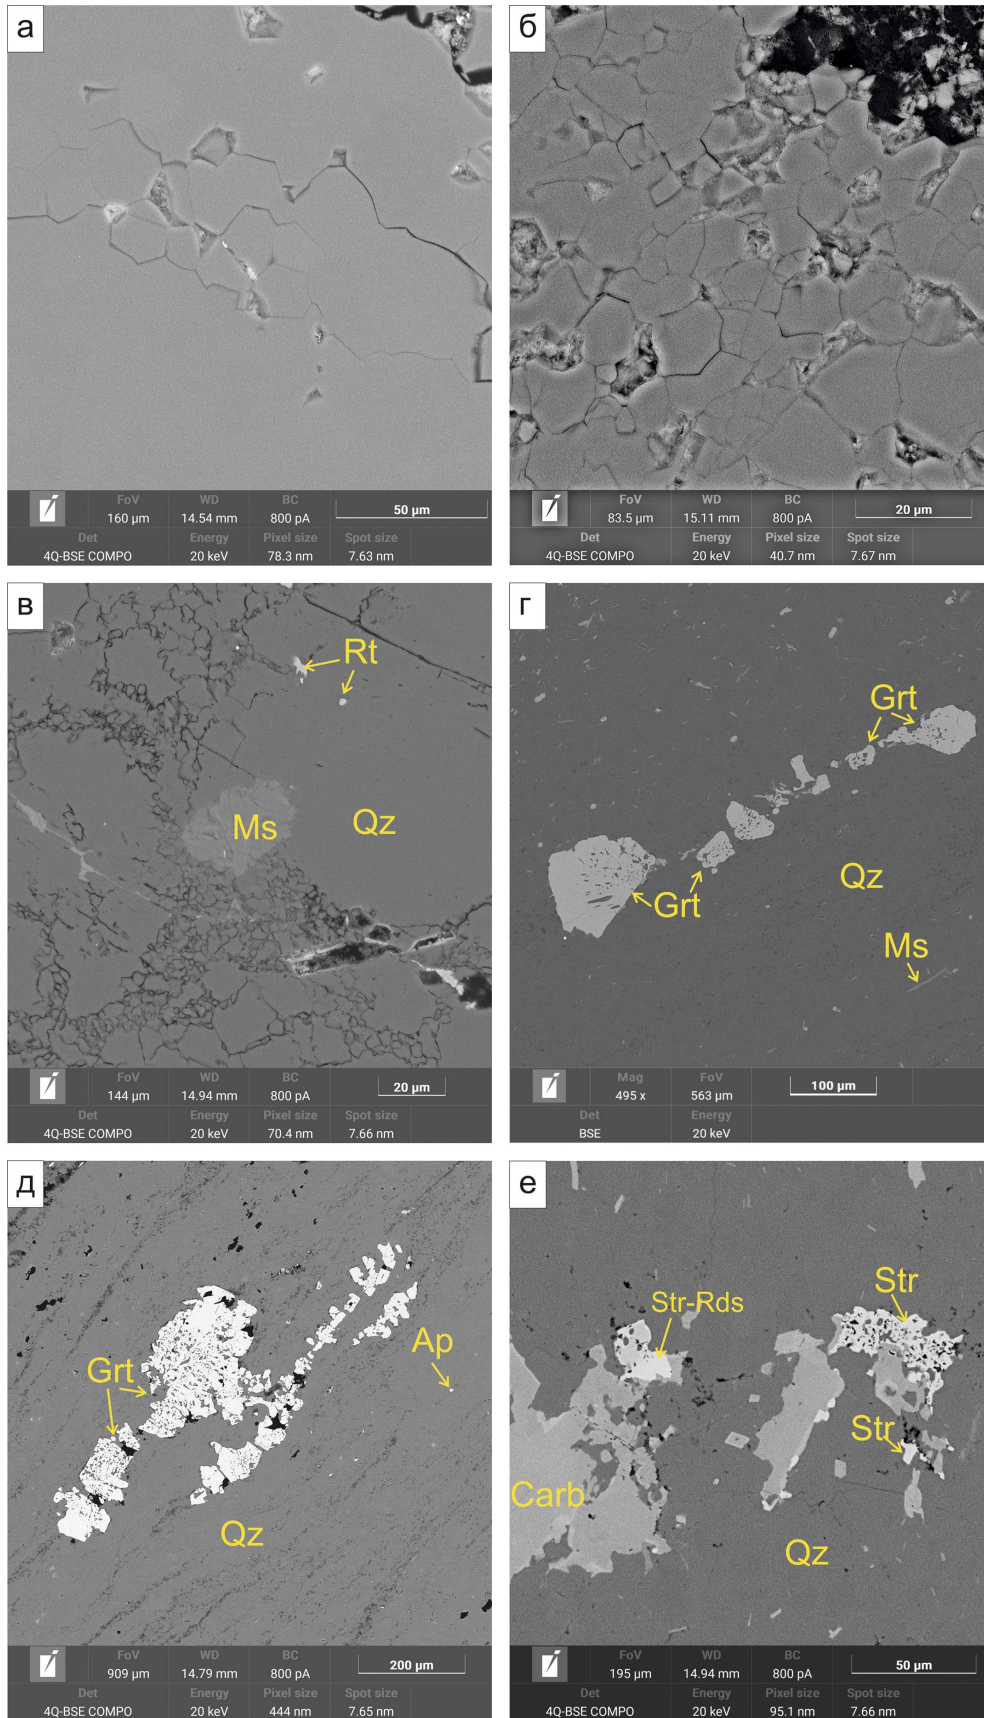 а
FoV WD BC
160 µm 14.54 mm 800 pA 50 µm
Det Energy Pixel size Spot size
4Q-BSE COMPO 20 keV 78.3 nm 7.63 nm
б
FoV WD BC
83.5 µm 15.11 mm 800 pA 20 µm
Det Energy Pixel size Spot size
4Q-BSE COMPO 20 keV 40.7 nm 7.67 nm
в
Rt
Ms
Qz
FoV WD BC
144 µm 14.94 mm 800 pA 20 µm
Det Energy Pixel size Spot size
4Q-BSE COMPO 20 keV 70.4 nm 7.66 nm
г
Grt
Qz
Grt
Ms
Mag FoV
495 x 563 µm 100 µm
Det Energy
BSE 20 keV
д
Ap
Grt
Qz
FoV WD BC
909 µm 14.79 mm 800 pA 200 µm
Det Energy Pixel size Spot size
4Q-BSE COMPO 20 keV 444 nm 7.65 nm
е
Str
Str-Rds
Str
Carb
Qz
FoV WD BC
195 µm 14.94 mm 800 pA 50 µm
Det Energy Pixel size Spot size
4Q-BSE COMPO 20 keV 95.1 nm 7.66 nm